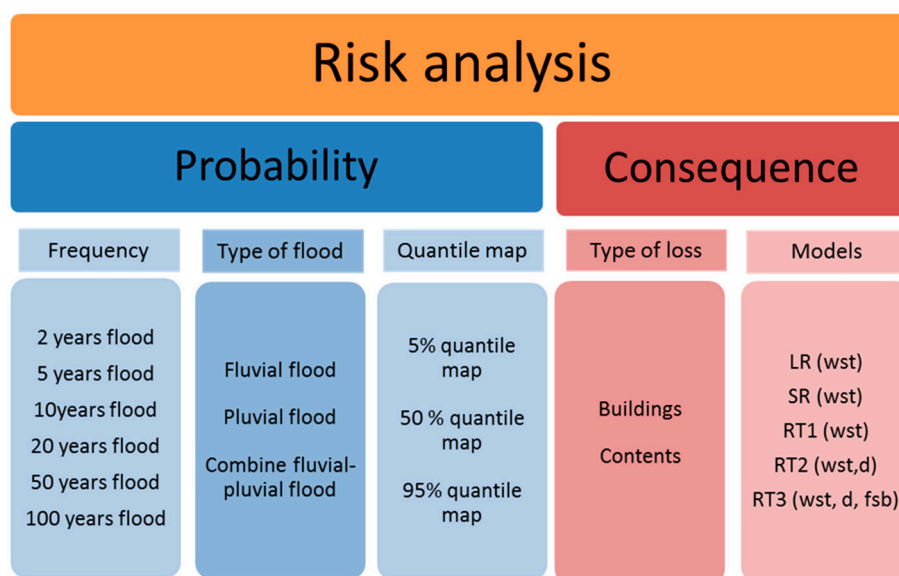 Risk analysis
Probability
Consequence
Frequency
Type of flood
Quantile map
Type of loss
Models
2 years flood
5 years flood
10years flood
20 years flood
50 years flood
100 years flood
Fluvial flood
Pluvial flood
Combine fluvial-
pluvial flood
5% quantile
map
50 % quantile
map
95% quantile
map
Buildings
Contents
LR (wst)
SR (wst)
RT1 (wst)
RT2 (wst,d)
RT3 (wst, d, fsb)